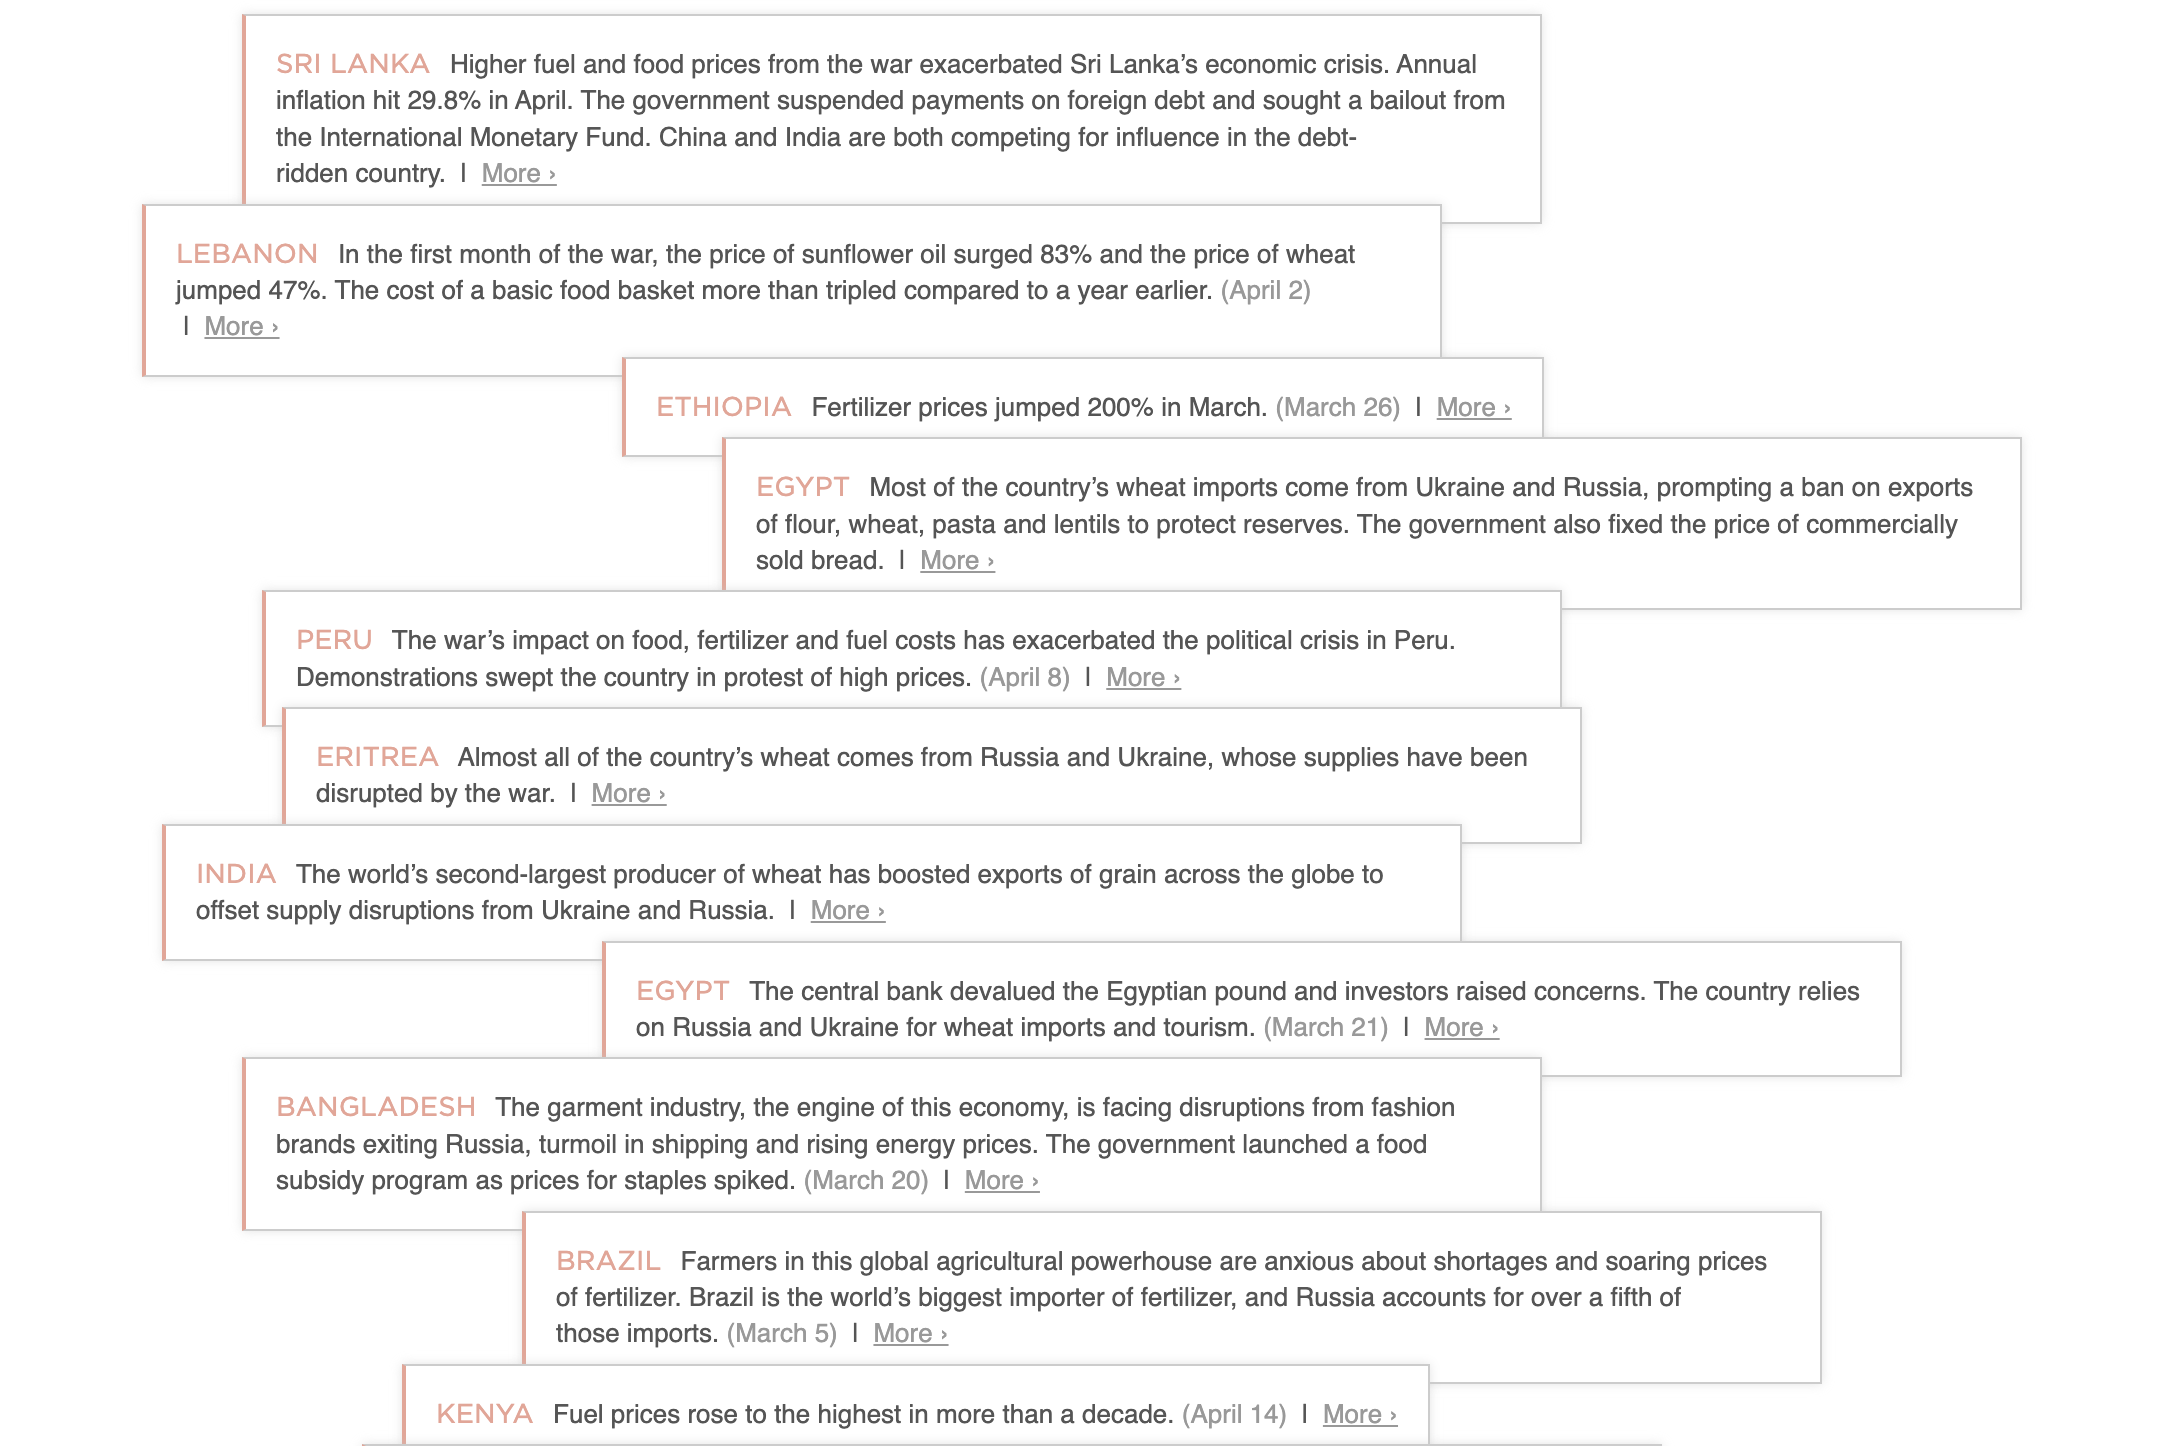 SRI LANKA Higher fuel and food prices from the war exacerbated Sri Lanka’s economic crisis. Annual
inflation hit 29.8% in April. The government suspended payments on foreign debt and sought a bailout from
the International Monetary Fund. China and India are both competing for influence in the debt-
ridden country. | More ›
LEBANON In the first month of the war, the price of sunflower oil surged 83% and the price of wheat
jumped 47%. The cost of a basic food basket more than tripled compared to a year earlier. (April 2)
| More ›
ETHIOPIA Fertilizer prices jumped 200% in March. (March 26) | More ›
EGYPT Most of the country’s wheat imports come from Ukraine and Russia, prompting a ban on exports
of flour, wheat, pasta and lentils to protect reserves. The government also fixed the price of commercially
sold bread. | More ›
PERU The war’s impact on food, fertilizer and fuel costs has exacerbated the political crisis in Peru.
Demonstrations swept the country in protest of high prices. (April 8) | More ›
ERITREA Almost all of the country’s wheat comes from Russia and Ukraine, whose supplies have been
disrupted by the war. | More ›
INDIA The world’s second-largest producer of wheat has boosted exports of grain across the globe to
offset supply disruptions from Ukraine and Russia. | More ›
EGYPT The central bank devalued the Egyptian pound and investors raised concerns. The country relies
on Russia and Ukraine for wheat imports and tourism. (March 21) | More ›
BANGLADESH The garment industry, the engine of this economy, is facing disruptions from fashion
brands exiting Russia, turmoil in shipping and rising energy prices. The government launched a food
subsidy program as prices for staples spiked. (March 20) | More ›
BRAZIL Farmers in this global agricultural powerhouse are anxious about shortages and soaring prices
of fertilizer. Brazil is the world’s biggest importer of fertilizer, and Russia accounts for over a fifth of
those imports. (March 5) | More ›
KENYA Fuel prices rose to the highest in more than a decade. (April 14) | More ›